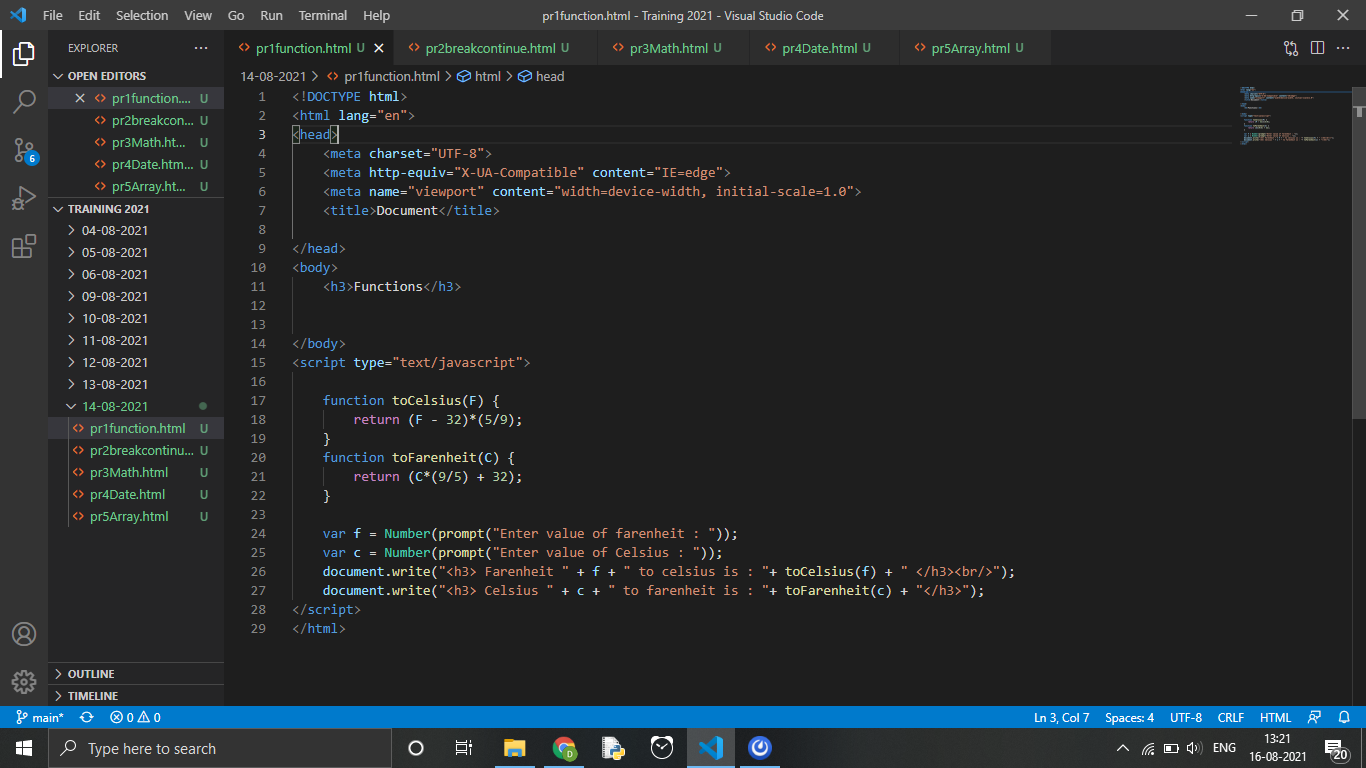 File Edit Selection View Go Run Terminal Help pr1function.html - Training 2021 - Visual Studio Code
EXPLORER ···
OPEN EDITORS
pr1function.... U
pr2breakcon... U
pr3Math.ht... U
pr4Date.htm... U
pr5Array.ht... U
TRAINING 2021
04-08-2021
05-08-2021
06-08-2021
09-08-2021
10-08-2021
11-08-2021
12-08-2021
13-08-2021
14-08-2021
pr1function.html U
pr2breakcontinu... U
pr3Math.html U
pr4Date.html U
pr5Array.html U
OUTLINE
TIMELINE
6
pr1function.html U pr2breakcontinue.html U pr3Math.html U pr4Date.html U pr5Array.html U
14-08-2021 > pr1function.html > html > head
1 <!DOCTYPE html>
2 <html lang="en">
3 <head>
4 <meta charset="UTF-8">
5 <meta http-equiv="X-UA-Compatible" content="IE=edge">
6 <meta name="viewport" content="width=device-width, initial-scale=1.0">
7 <title>Document</title>
8
9 </head>
10 <body>
11 <h3>Functions</h3>
12
13
14 </body>
15 <script type="text/javascript">
16
17 function toCelsius(F) {
18 return (F - 32)*(5/9);
19 }
20 function toFarenheit(C) {
21 return (C*(9/5) + 32);
22 }
23
24 var f = Number(prompt("Enter value of farenheit : "));
25 var c = Number(prompt("Enter value of Celsius : "));
26 document.write("<h3> Farenheit " + f + " to celsius is : "+ toCelsius(f) + " </h3><br/>");
27 document.write("<h3> Celsius " + c + " to farenheit is : "+ toFarenheit(c) + "</h3>");
28 </script>
29 </html>
main* 0 0 Ln 3, Col 7 Spaces: 4 UTF-8 CRLF HTML
Type here to search D ENG 13:21
16-08-2021 20